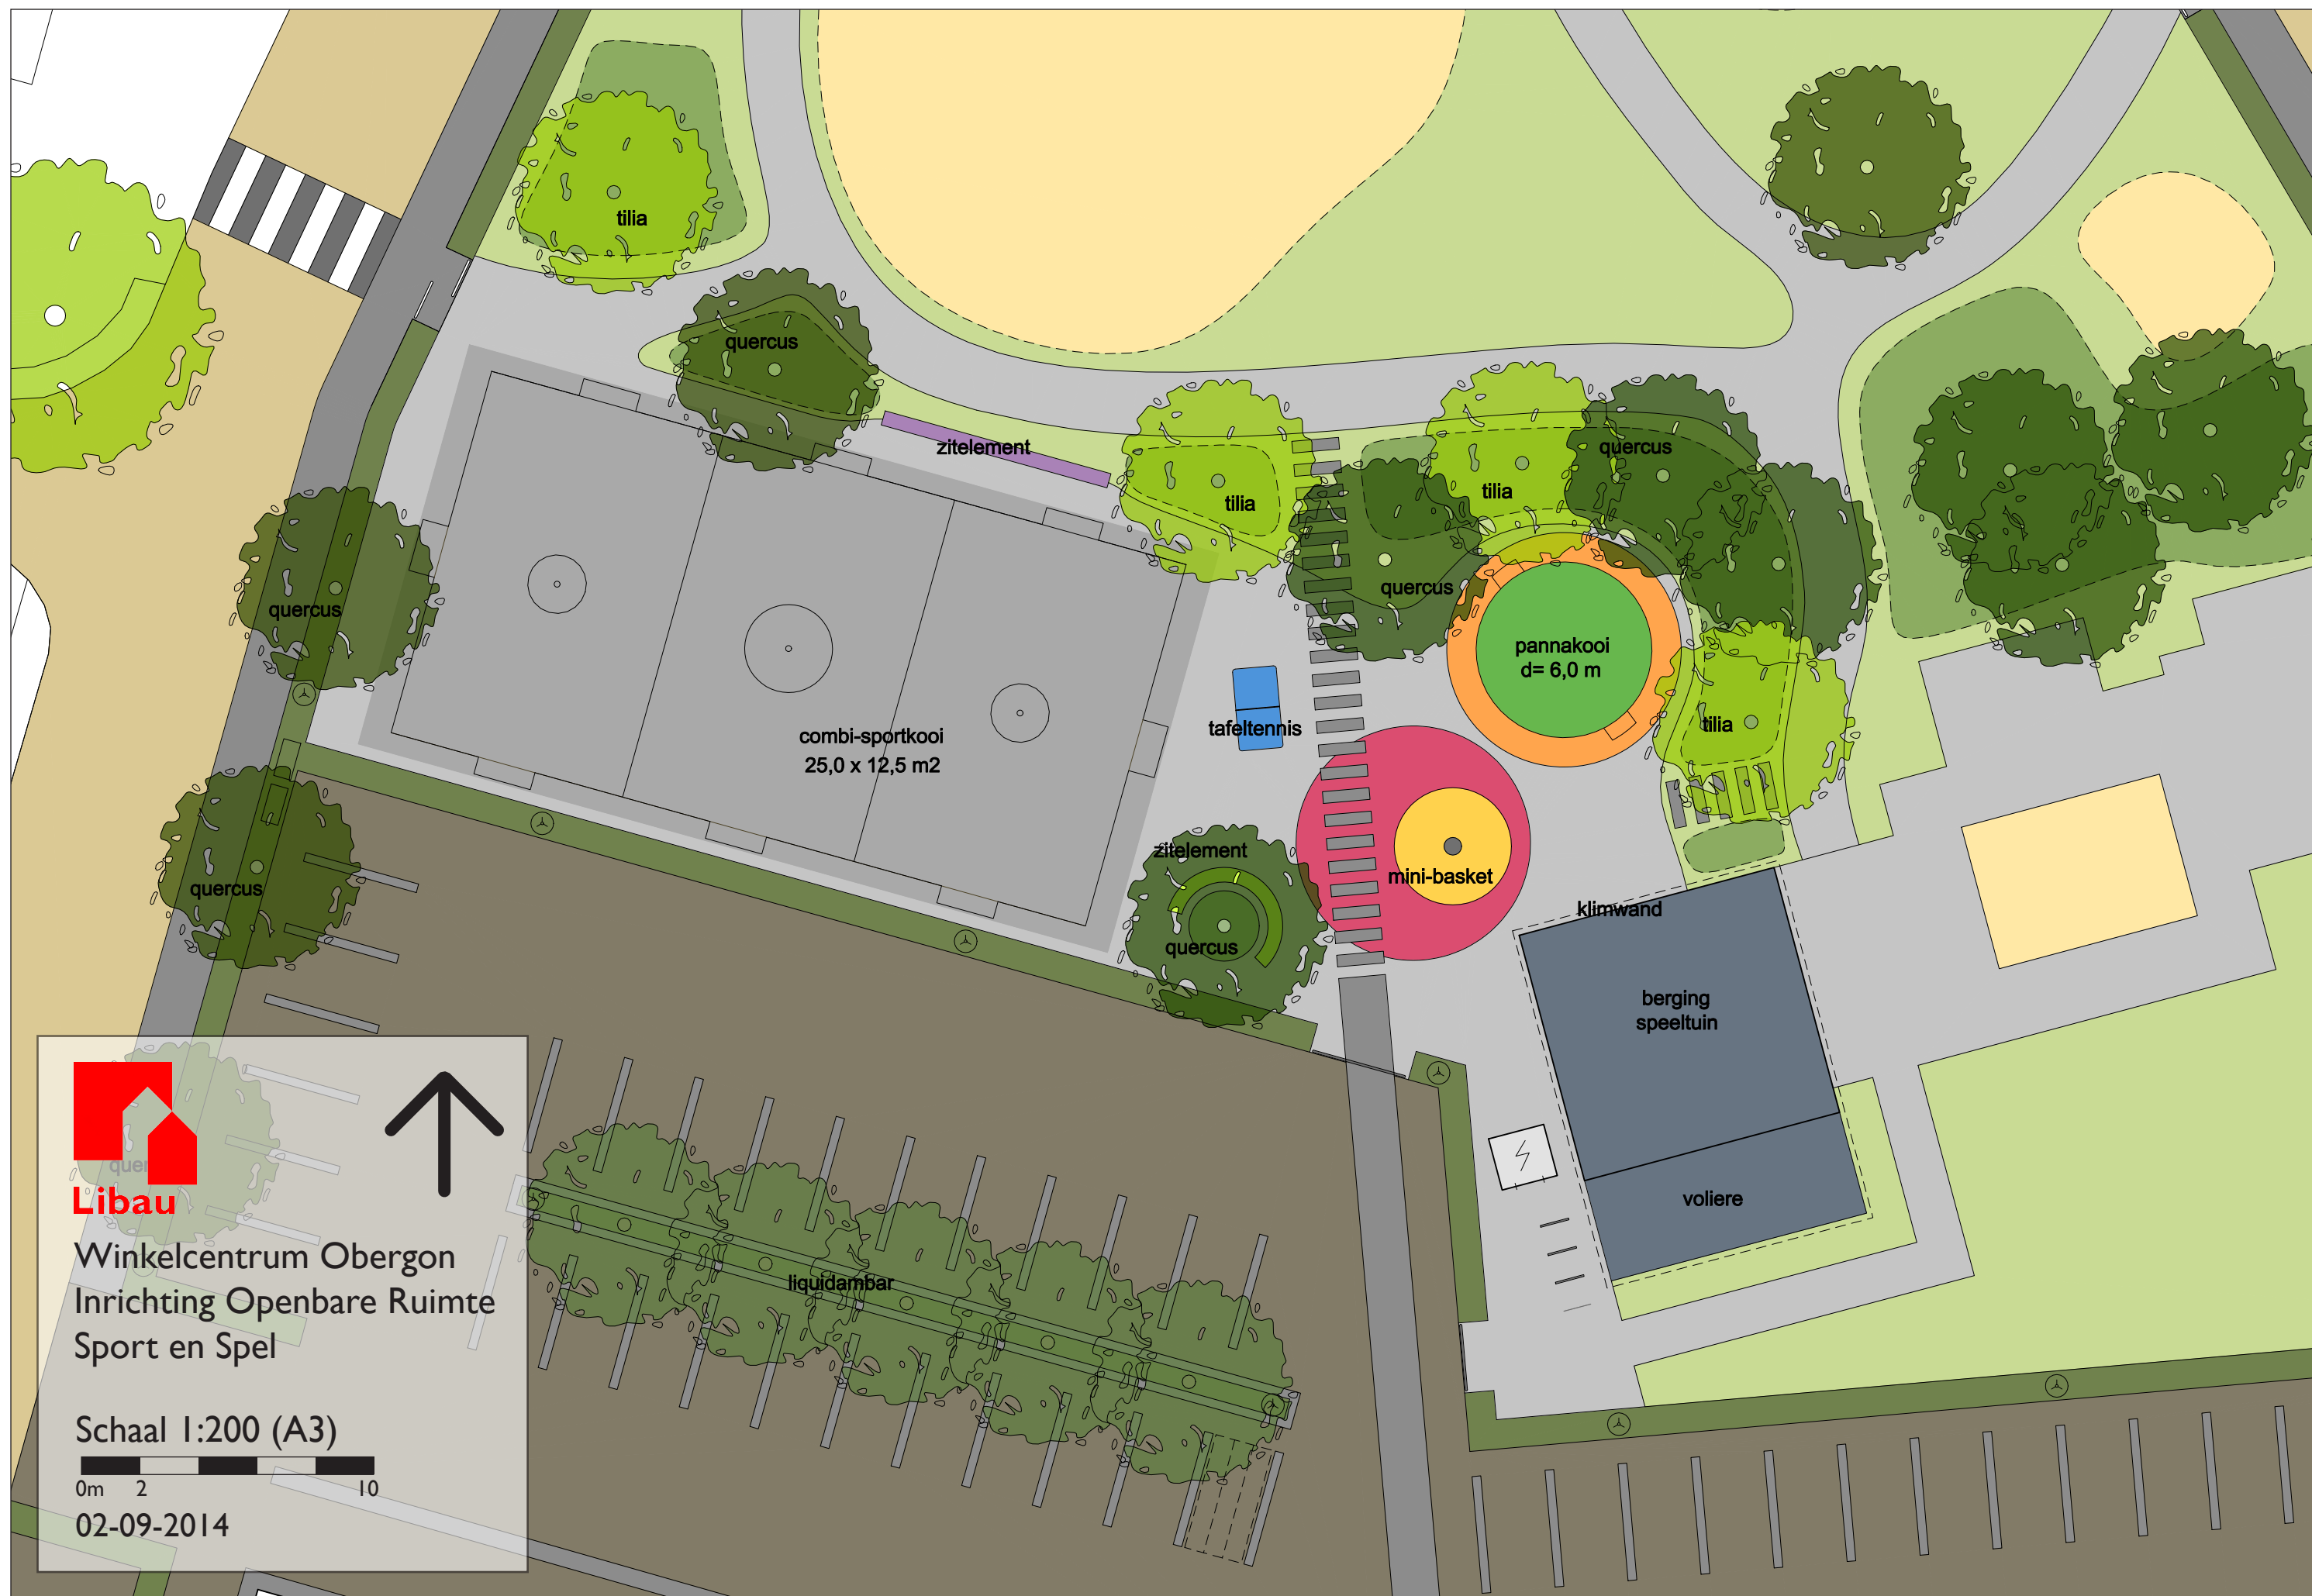 tilia
quercus
zitelement
quercus
tilia
tilia
quercus
quercus
pannakooi
d= 6,0 m
quercus
tafeltennis
tilia
combi-sportkooi
25,0 x 12,5 m2
zitelement
mini-basket
quercus
klimwand
quercus
berging
speeltuin
voliere
liquidambar
Libau
Winkelcentrum Obergon
Inrichting Openbare Ruimte
Sport en Spel
Schaal 1:200 (A3)
0m 2 10
02-09-2014